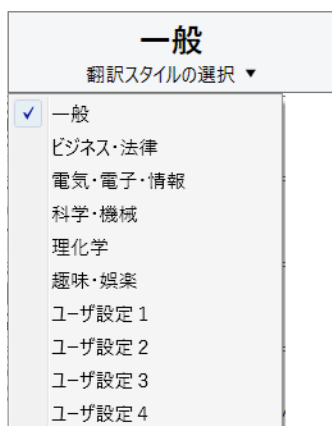 一般
翻訳スタイルの選択 ▼
✓ 一般
ビジネス･法律
電気･電子･情報
科学･機械
理化学
趣味･娯楽
ユーザ設定 1
ユーザ設定 2
ユーザ設定 3
ユーザ設定 4